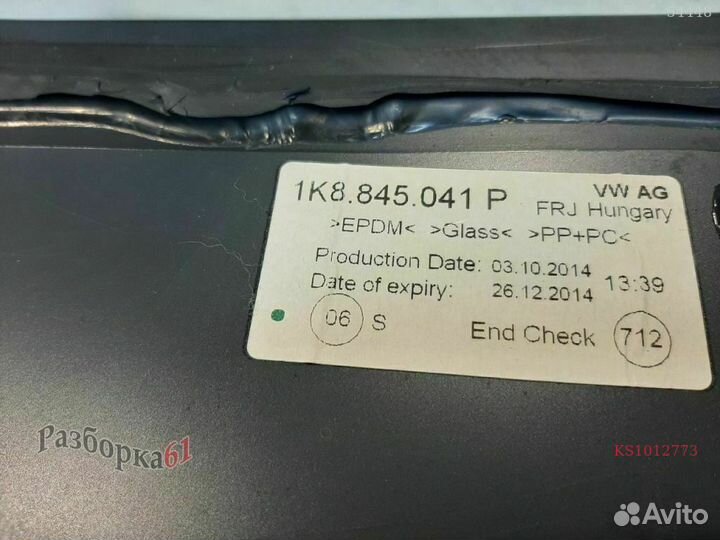 1K8.845.041 P
VW AG
FRJ Hungary
>EPDM< >Glass< >PP+PC<
Production Date: 03.10.2014 13:39
Date of expiry: 26.12.2014
06 S End Check 712
Разборка61
KS1012773
Avito